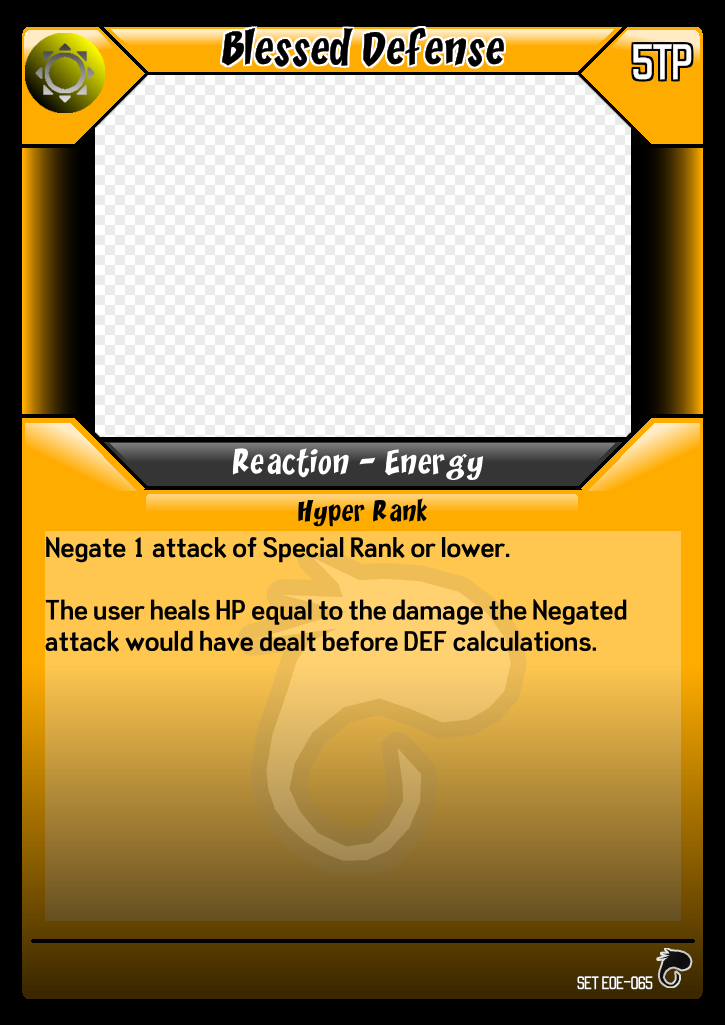 Blessed Defense
5TP
Reaction - Energy
Hyper Rank
Negate 1 attack of Special Rank or lower.
The user heals HP equal to the damage the Negated
attack would have dealt before DEF calculations.
SET EOE-065